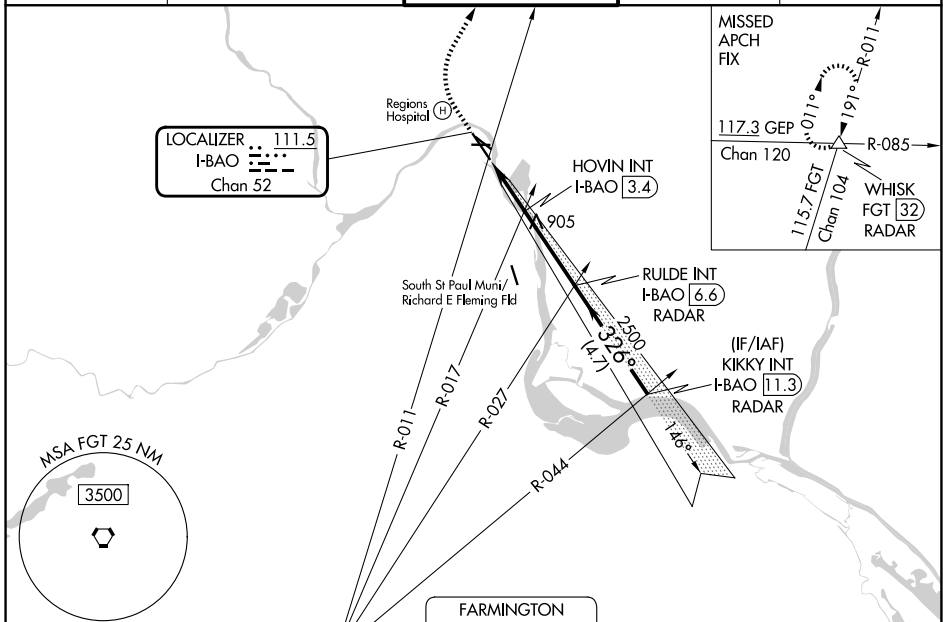 MISSED
APCH
FIX
R-011
011°
191°
117.3 GEP
Chan 120
R-085
115.7 FGT
Chan 104
WHISK
FGT 32
RADAR
Regions
Hospital H
LOCALIZER 111.5
I-BAO
Chan 52
HOVIN INT
I-BAO 3.4
905
South St Paul Muni/
Richard E Fleming Fld
RULDE INT
I-BAO 6.6
RADAR
2500
326°
(4.7)
(IF/IAF)
KIKKY INT
I-BAO 11.3
RADAR
146°
R-011
R-017
R-027
R-044
MSA FGT 25 NM
3500
FARMINGTON